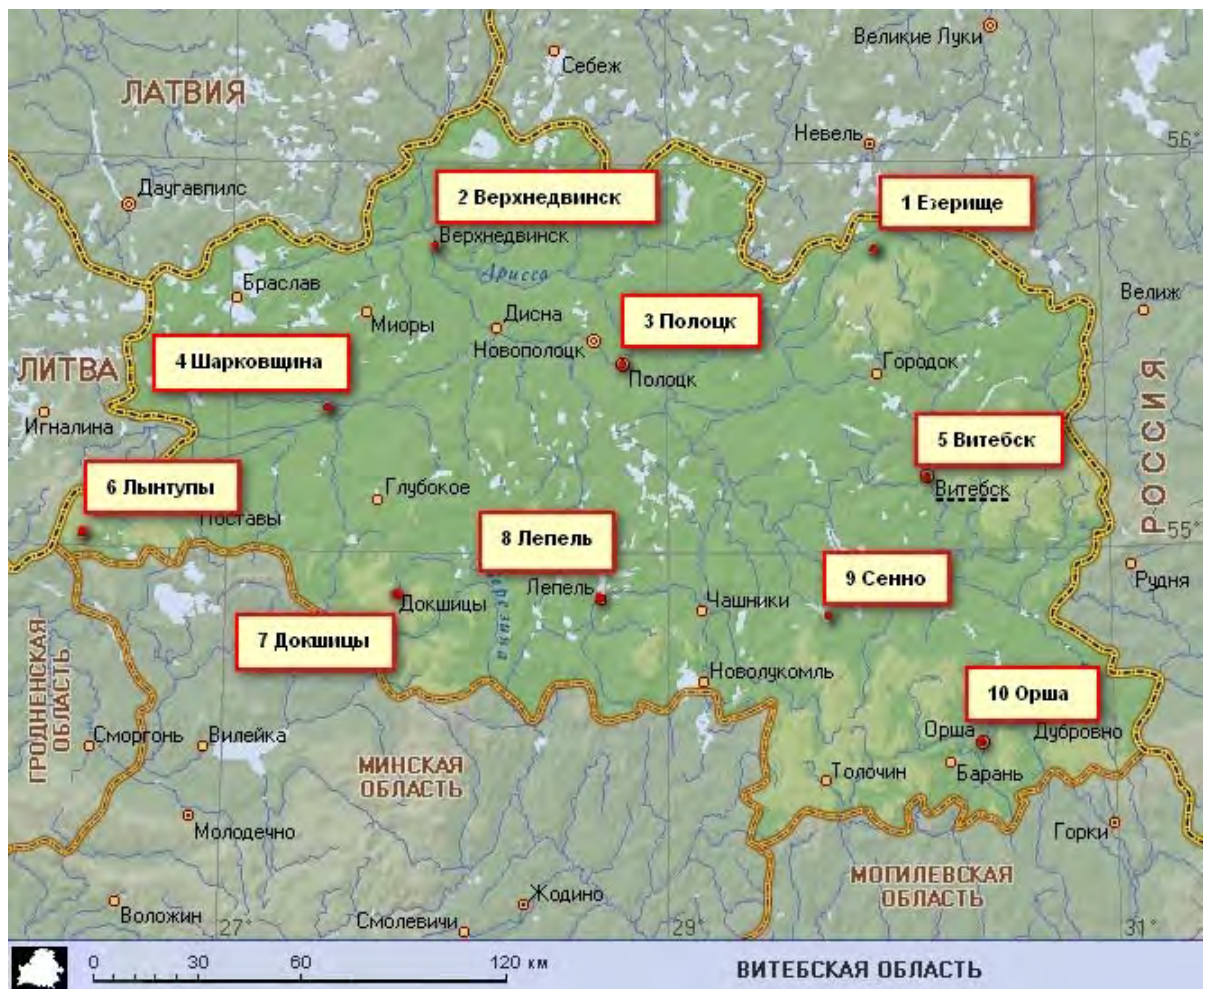 Великие Луки
Себеж
ЛАТВИЯ
Невель
56°
Даугавпилс
2 Верхнедвинск
1 Езерище
Верхнедвинск
Дрисса
Браслав
Велиж
Миоры
Дисна
3 Полоцк
Новополоцк
4 Шарковщина
ЛИТВА
Полоцк
Городок
РОССИЯ
Игналина
5 Витебск
6 Лынтупы
Глубокое
Витебск
Поставы
55°
8 Лепель
9 Сенно
Рудня
Лепель
Докшицы
Чашники
Березина
7 Докшицы
ГРОДНЕНСКАЯ
ОБЛАСТЬ
Новолукомль
10 Орша
Сморгонь
Вилейка
Орша
Дубровно
МИНСКАЯ
ОБЛАСТЬ
Толочин
Барань
Молодечно
Горки
МОГИЛЕВСКАЯ
ОБЛАСТЬ
Жодино
Воложин
Смолевичи
27°
29°
31°
0 30 60 120 км
ВИТЕБСКАЯ ОБЛАСТЬ